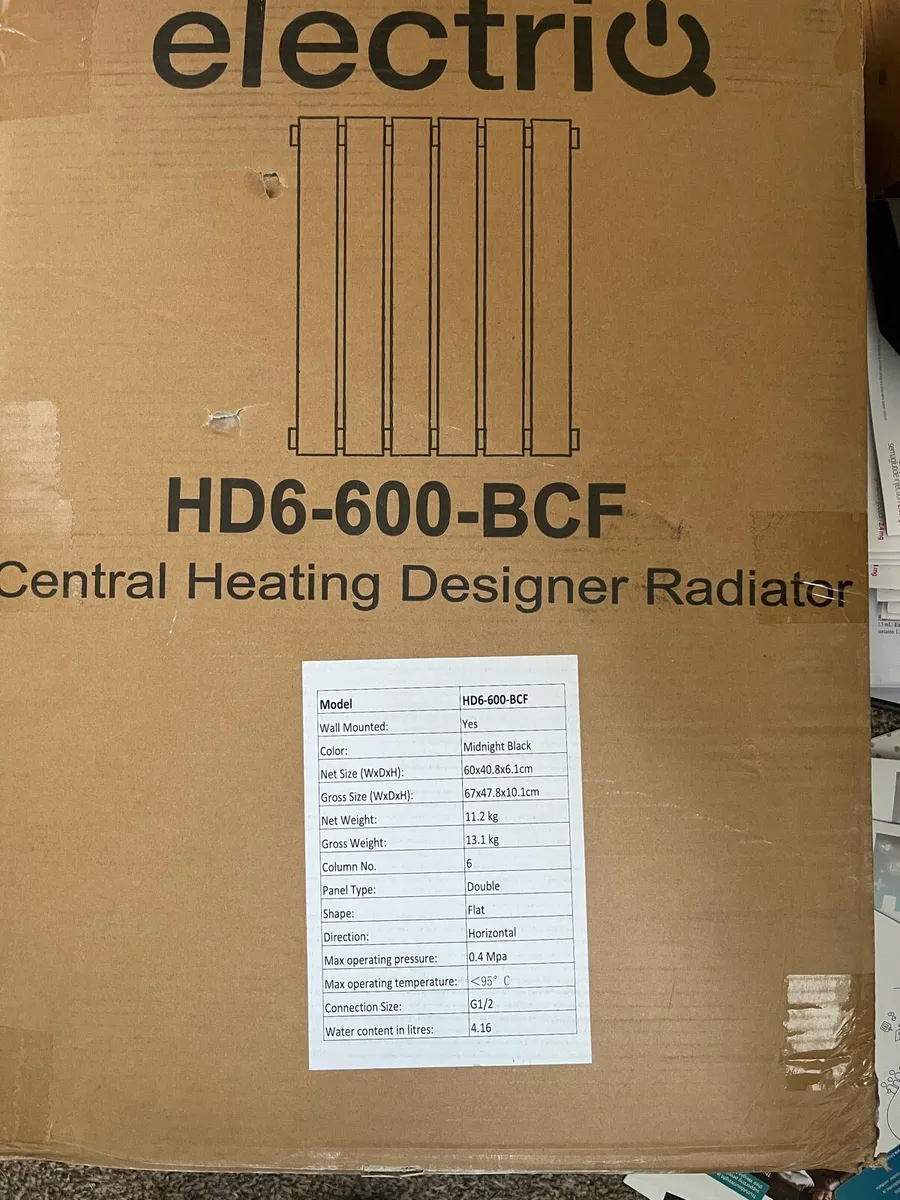 electriQ
HD6-600-BCF
Central Heating Designer Radiator
Model HD6-600-BCF
Wall Mounted: Yes
Color: Midnight Black
Net Size (WxDxH): 60x40.8x6.1cm
Gross Size (WxDxH): 67x47.8x10.1cm
Net Weight: 11.2 kg
Gross Weight: 13.1 kg
Column No. 6
Panel Type: Double
Shape: Flat
Direction: Horizontal
Max operating pressure: 0.4 Mpa
Max operating temperature: <95° C
Connection Size: G1/2
Water content in litres: 4.16